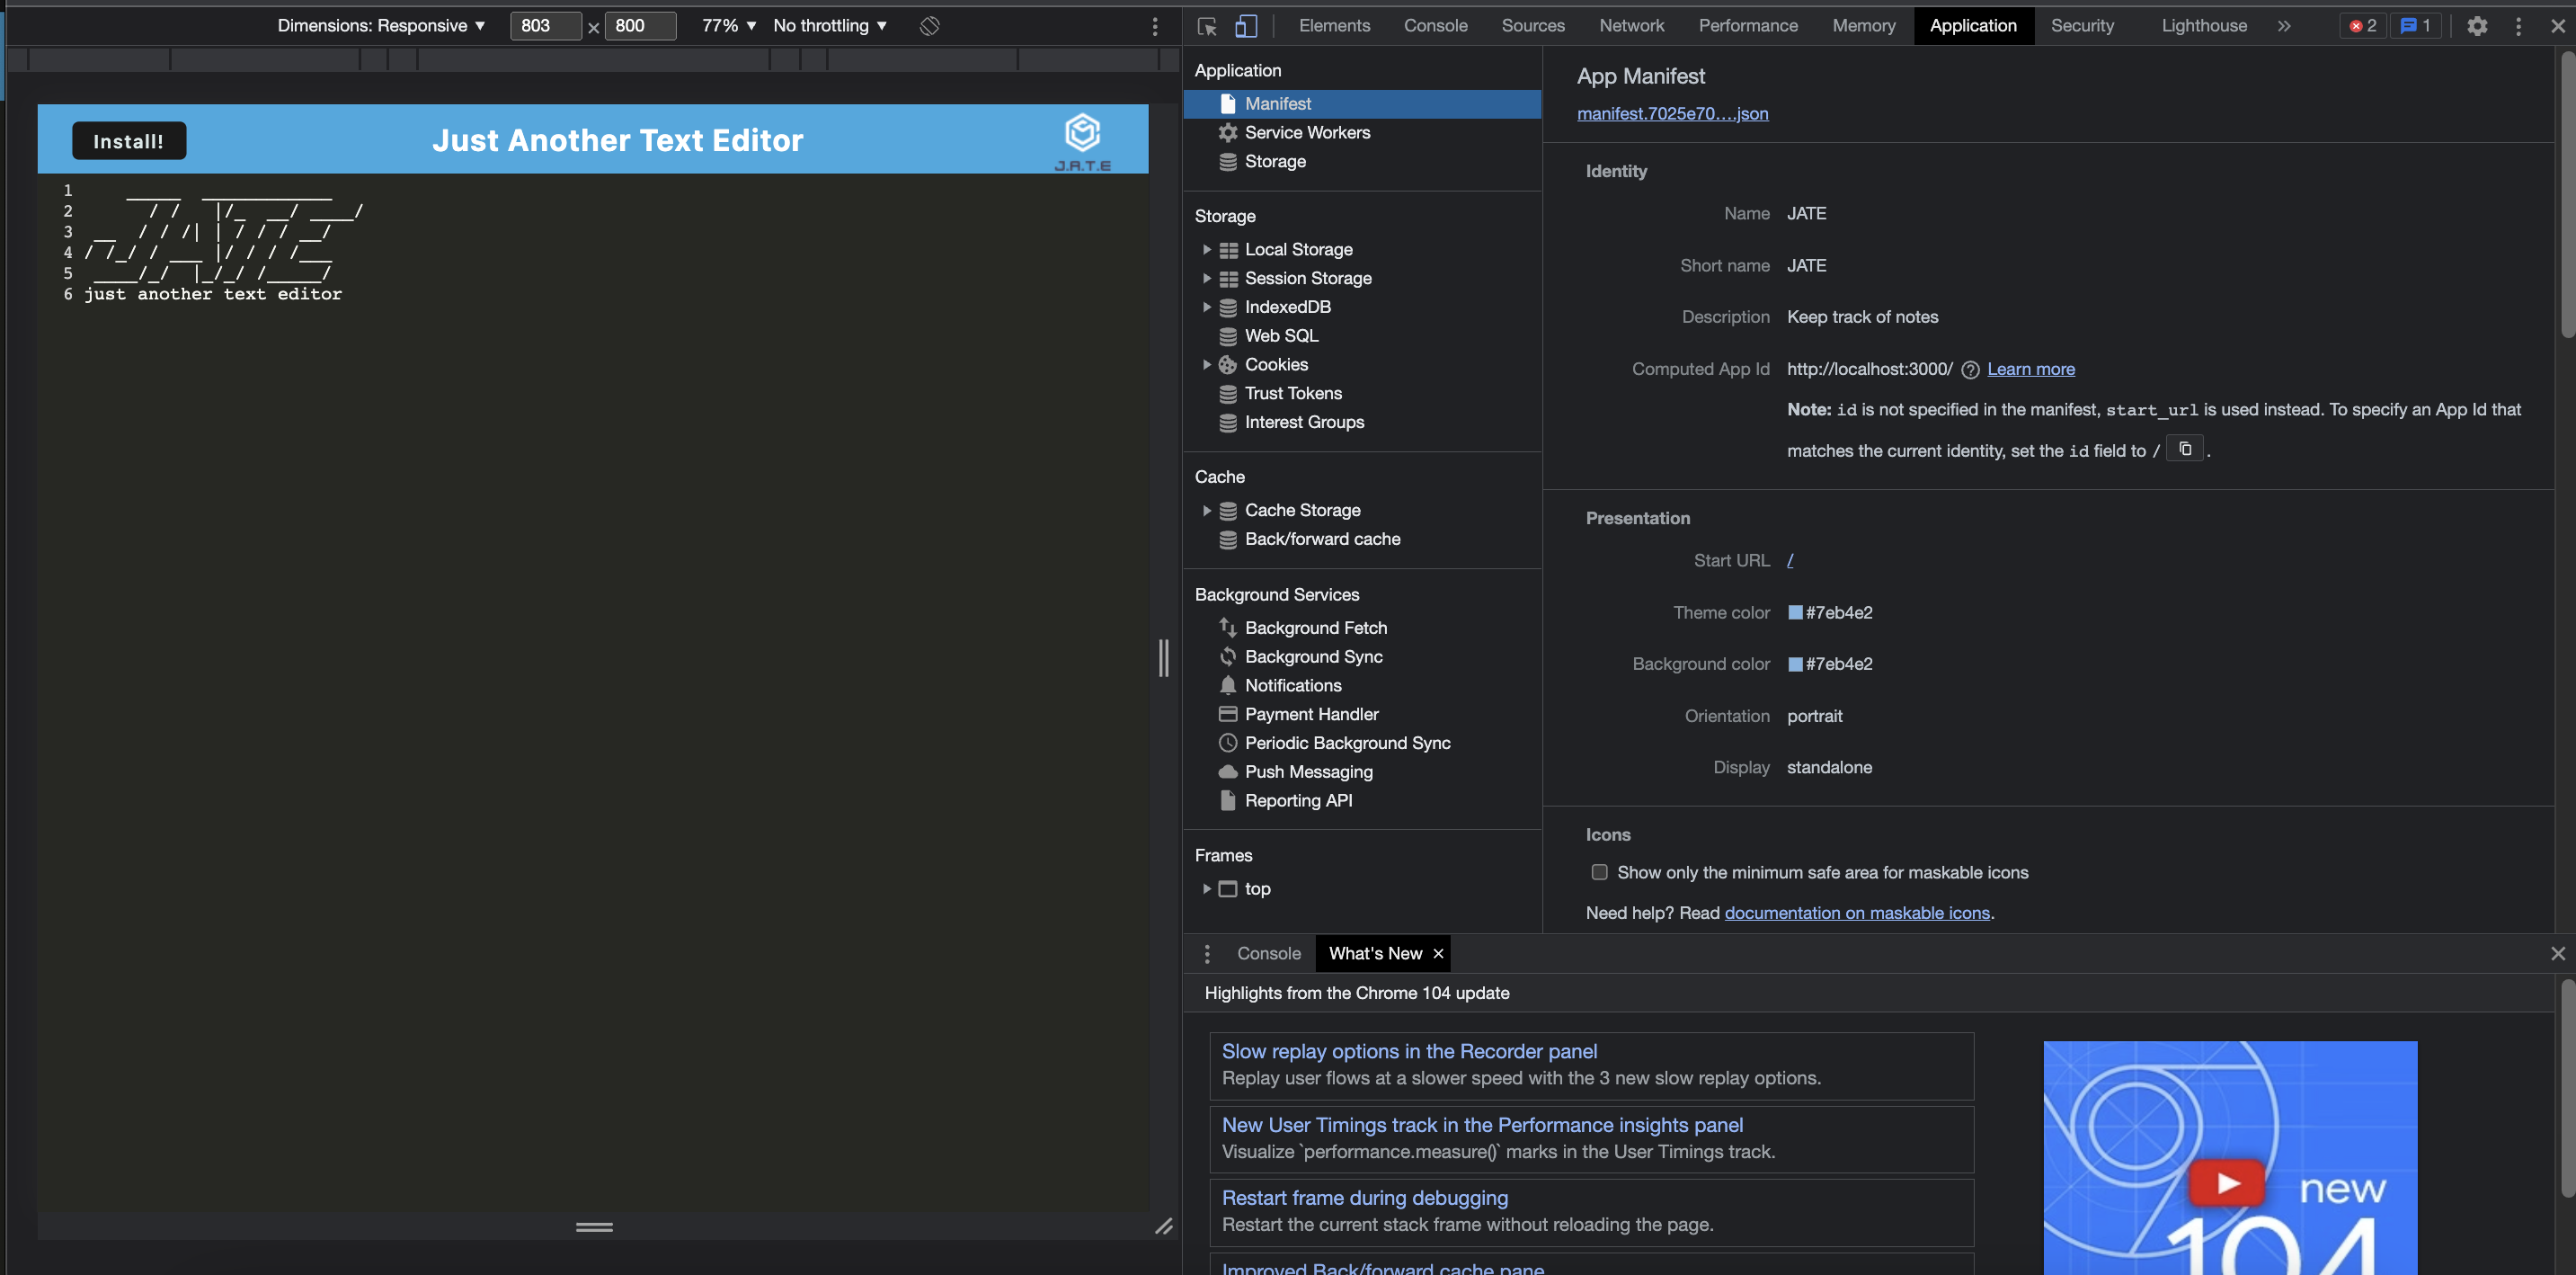 Dimensions: Responsive ▼ 803 × 800 77% ▼ No throttling ▼
Install!
Just Another Text Editor
J.A.T.E
1
2
3
4
5
6 just another text editor
Elements Console Sources Network Performance Memory Application Security Lighthouse » 2 1
Application
Manifest
Service Workers
Storage
Storage
Local Storage
Session Storage
IndexedDB
Web SQL
Cookies
Trust Tokens
Interest Groups
Cache
Cache Storage
Back/forward cache
Background Services
Background Fetch
Background Sync
Notifications
Payment Handler
Periodic Background Sync
Push Messaging
Reporting API
Frames
top
App Manifest
manifest.7025e70….json
Identity
Name JATE
Short name JATE
Description Keep track of notes
Computed App Id http://localhost:3000/ Learn more
Note: id is not specified in the manifest, start_url is used instead. To specify an App Id that
matches the current identity, set the id field to / .
Presentation
Start URL /
Theme color #7eb4e2
Background color #7eb4e2
Orientation portrait
Display standalone
Icons
Show only the minimum safe area for maskable icons
Need help? Read documentation on maskable icons.
Console What's New ×
Highlights from the Chrome 104 update
Slow replay options in the Recorder panel
Replay user flows at a slower speed with the 3 new slow replay options.
New User Timings track in the Performance insights panel
Visualize `performance.measure()` marks in the User Timings track.
Restart frame during debugging
Restart the current stack frame without reloading the page.
Improved Back/forward cache pane
new
104